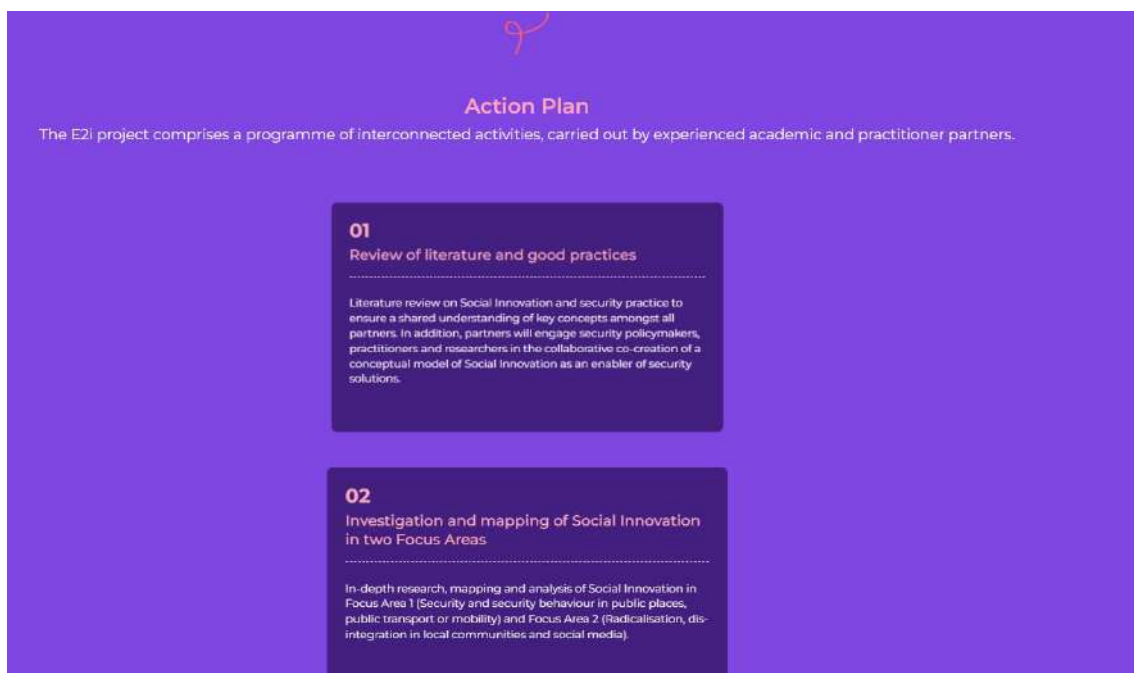 Action Plan
The E2i project comprises a programme of interconnected activities, carried out by experienced academic and practitioner partners.
01
Review of literature and good practices
Literature review on Social Innovation and security practice to
ensure a shared understanding of key concepts amongst all
partners. In addition, partners will engage security policymakers,
practitioners and researchers in the collaborative co-creation of a
conceptual model of Social Innovation as an enabler of security
solutions.
02
Investigation and mapping of Social Innovation
in two Focus Areas
In-depth research, mapping and analysis of Social Innovation in
Focus Area 1 (Security and security behaviour in public places,
public transport or mobility) and Focus Area 2 (Radicalisation, dis-
integration in local communities and social media).